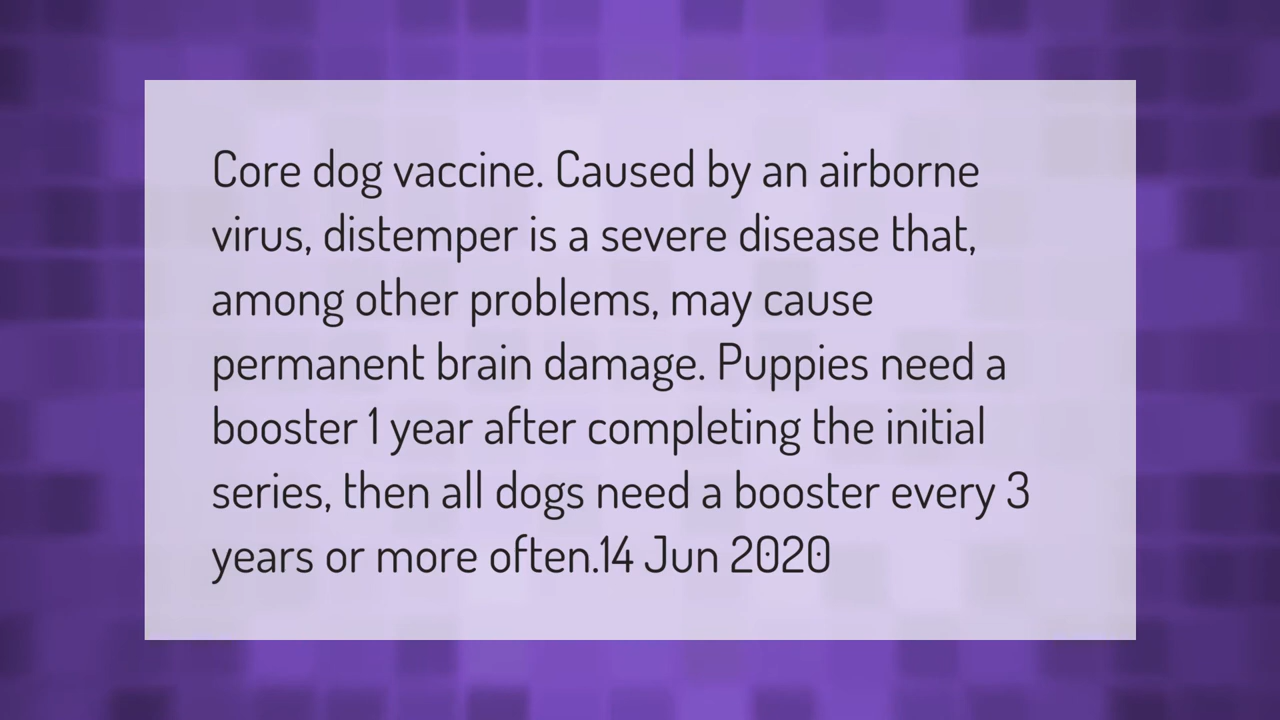 Core dog vaccine. Caused by an airborne
virus, distemper is a severe disease that,
among other problems, may cause
permanent brain damage. Puppies need a
booster 1 year after completing the initial
series, then all dogs need a booster every 3
years or more often.14 Jun 2020